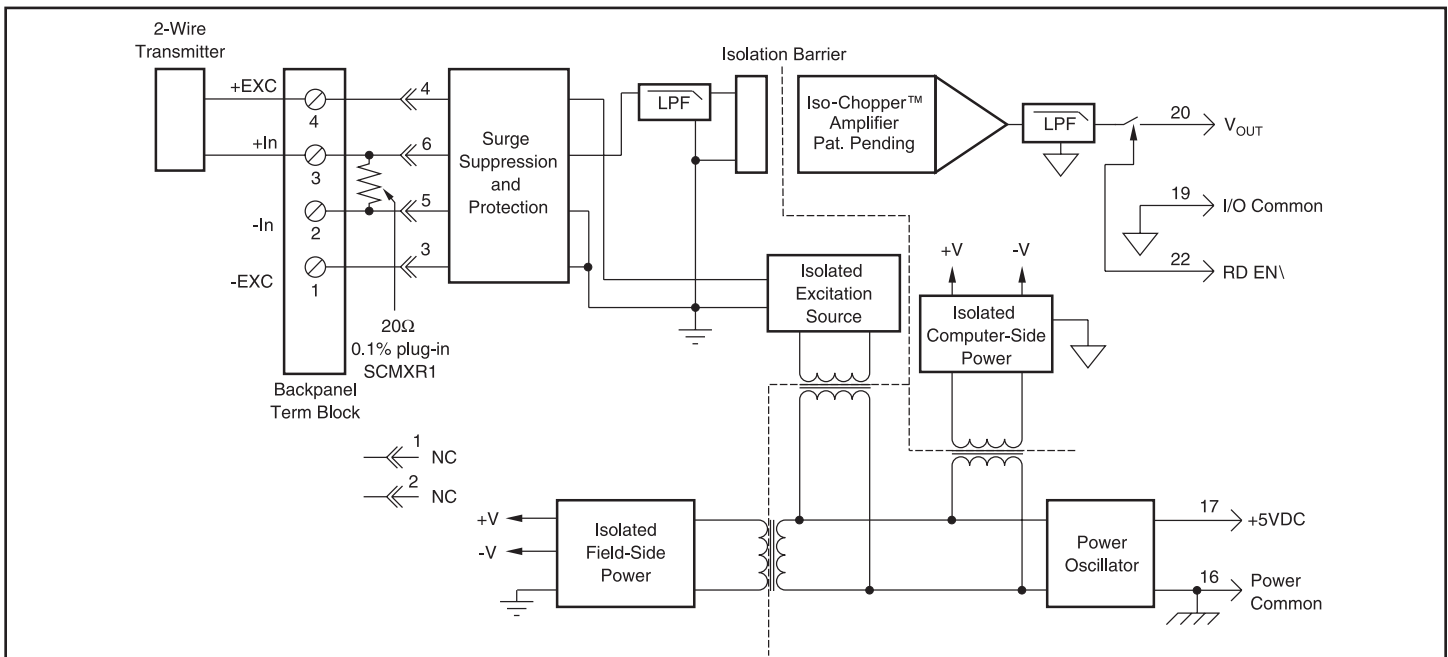 2-Wire
Transmitter
+EXC
4
4
+In
3
6
-In
2
5
-EXC
1
3
Backpanel
Term Block
20Ω
0.1% plug-in
SCMXR1
Surge
Suppression
and
Protection
LPF
Isolation Barrier
Iso-Chopper™
Amplifier
Pat. Pending
LPF
20
VOUT
19
I/O Common
22
RD EN\
Isolated
Excitation
Source
+V
-V
Isolated
Computer-Side
Power
1
NC
2
NC
+V
-V
Isolated
Field-Side
Power
Power
Oscillator
17
+5VDC
16
Power
Common